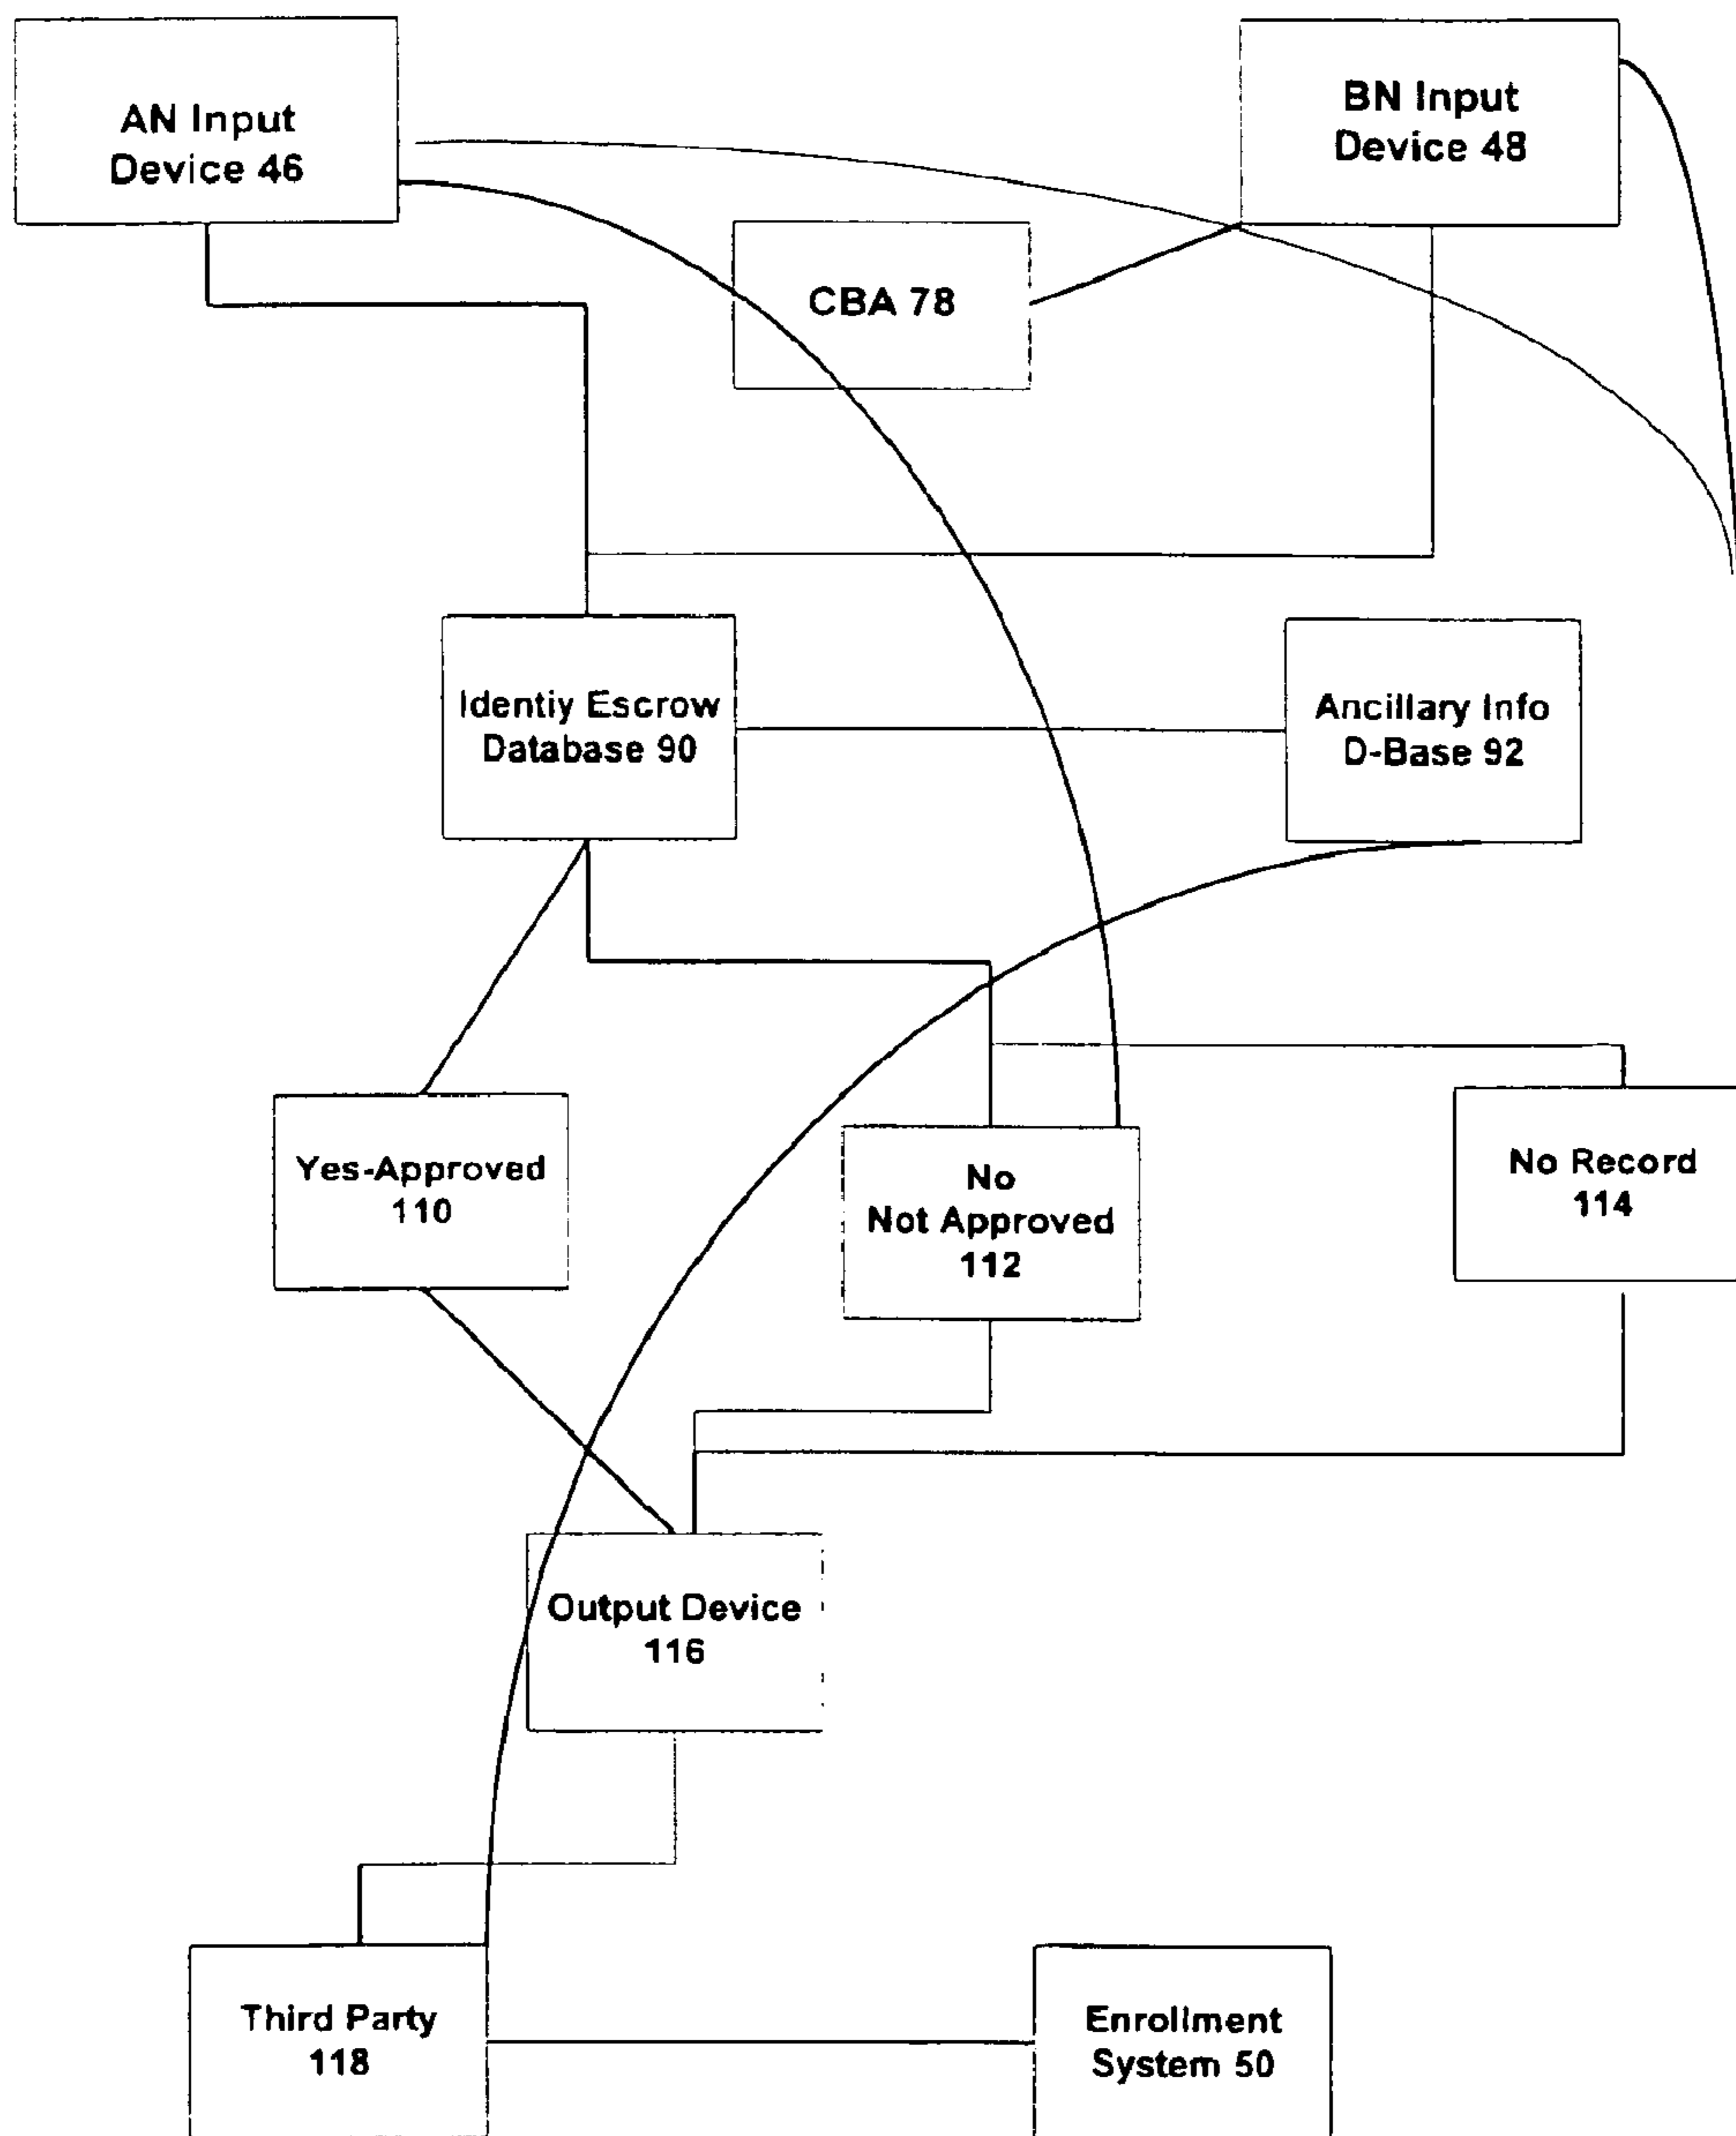 AN Input
Device 46
BN Input
Device 48
CBA 78
Identiy Escrow
Database 90
Ancillary Info
D-Base 92
Yes-Approved
110
No
Not Approved
112
No Record
114
Output Device
116
Third Party
118
Enrollment
System 50